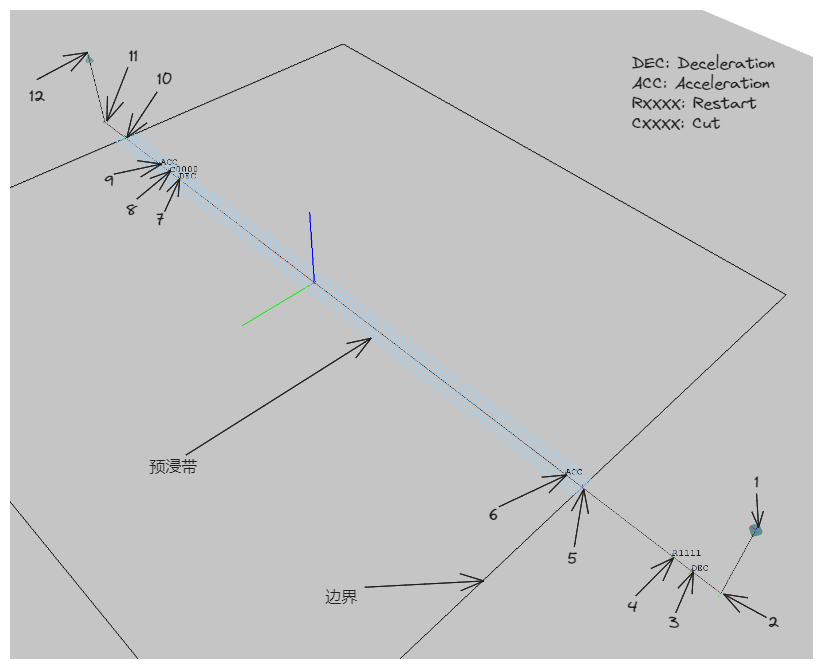 DEC: Deceleration
ACC: Acceleration
RXXXX: Restart
CXXXX: Cut
11
10
12
ACC
C0000
DEC
9
8
7
预浸带
ACC
6
1
5
R1111
DEC
边界
4
3
2